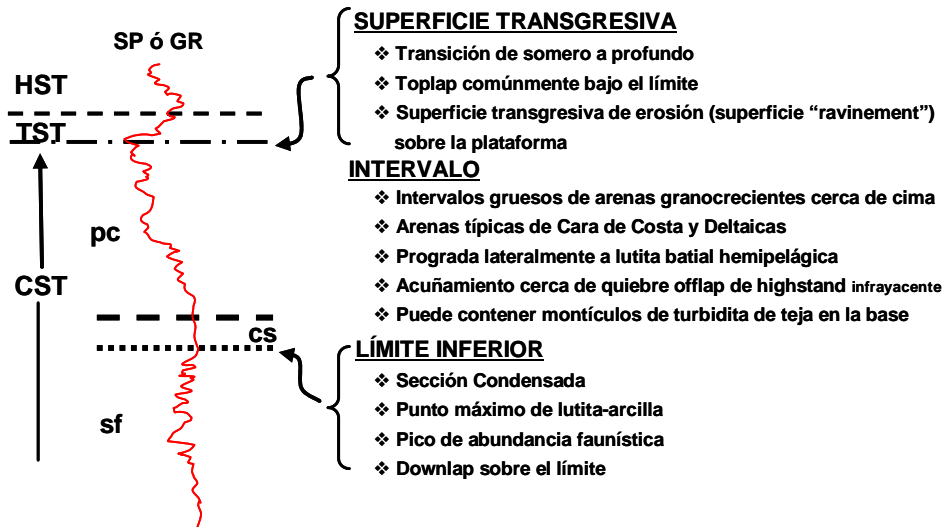 SP ó GR
HST
TST
pc
CST
cs
sf
SUPERFICIE TRANSGRESIVA
❖ Transición de somero a profundo
❖ Toplap comúnmente bajo el límite
❖ Superficie transgresiva de erosión (superficie “ravinement”)
sobre la plataforma
INTERVALO
❖ Intervalos gruesos de arenas granocrecientes cerca de cima
❖ Arenas típicas de Cara de Costa y Deltaicas
❖ Prograda lateralmente a lutita batial hemipelágica
❖ Acuñamiento cerca de quiebre offlap de highstand infrayacente
❖ Puede contener montículos de turbidita de teja en la base
LÍMITE INFERIOR
❖ Sección Condensada
❖ Punto máximo de lutita-arcilla
❖ Pico de abundancia faunística
❖ Downlap sobre el límite